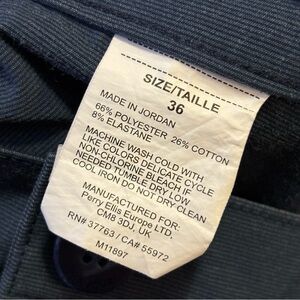 SIZE/TAILLE
36
MADE IN JORDAN
66% POLYESTER 26% COTTON
8% ELASTANE
MACHINE WASH COLD WITH
LIKE COLORS DELICATE CYCLE
NON-CHLORINE BLEACH IF
NEEDED TUMBLE DRY LOW
COOL IRON DO NOT DRY CLEAN
MANUFACTURED FOR:
Perry Ellis Europe LTD
CM8 3DJ, UK
RN# 37763 / CA# 55972
M11897